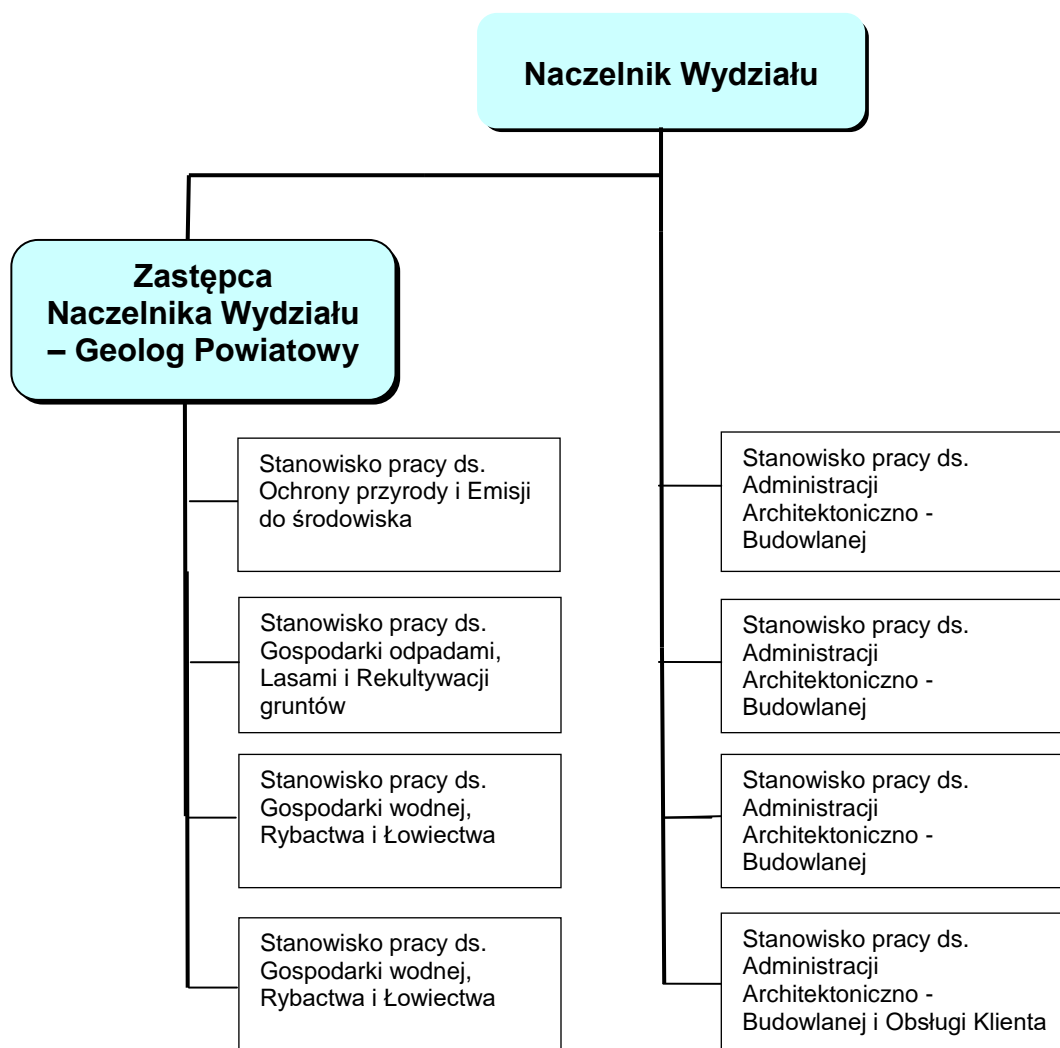 Naczelnik Wydziału
Zastępca
Naczelnika Wydziału
– Geolog Powiatowy
Stanowisko pracy ds.
Ochrony przyrody i Emisji
do środowiska
Stanowisko pracy ds.
Gospodarki odpadami,
Lasami i Rekultywacji
gruntów
Stanowisko pracy ds.
Gospodarki wodnej,
Rybactwa i Łowiectwa
Stanowisko pracy ds.
Gospodarki wodnej,
Rybactwa i Łowiectwa
Stanowisko pracy ds.
Administracji
Architektoniczno -
Budowlanej
Stanowisko pracy ds.
Administracji
Architektoniczno -
Budowlanej
Stanowisko pracy ds.
Administracji
Architektoniczno -
Budowlanej
Stanowisko pracy ds.
Administracji
Architektoniczno -
Budowlanej i Obsługi Klienta